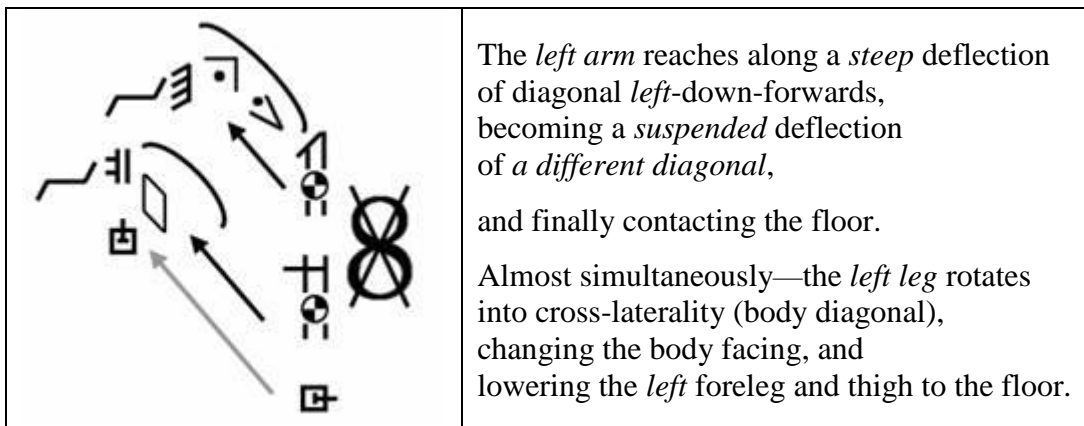 The left arm reaches along a steep deflection
of diagonal left-down-forwards,
becoming a suspended deflection
of a different diagonal,
and finally contacting the floor.
Almost simultaneously—the left leg rotates
into cross-laterality (body diagonal),
changing the body facing, and
lowering the left foreleg and thigh to the floor.